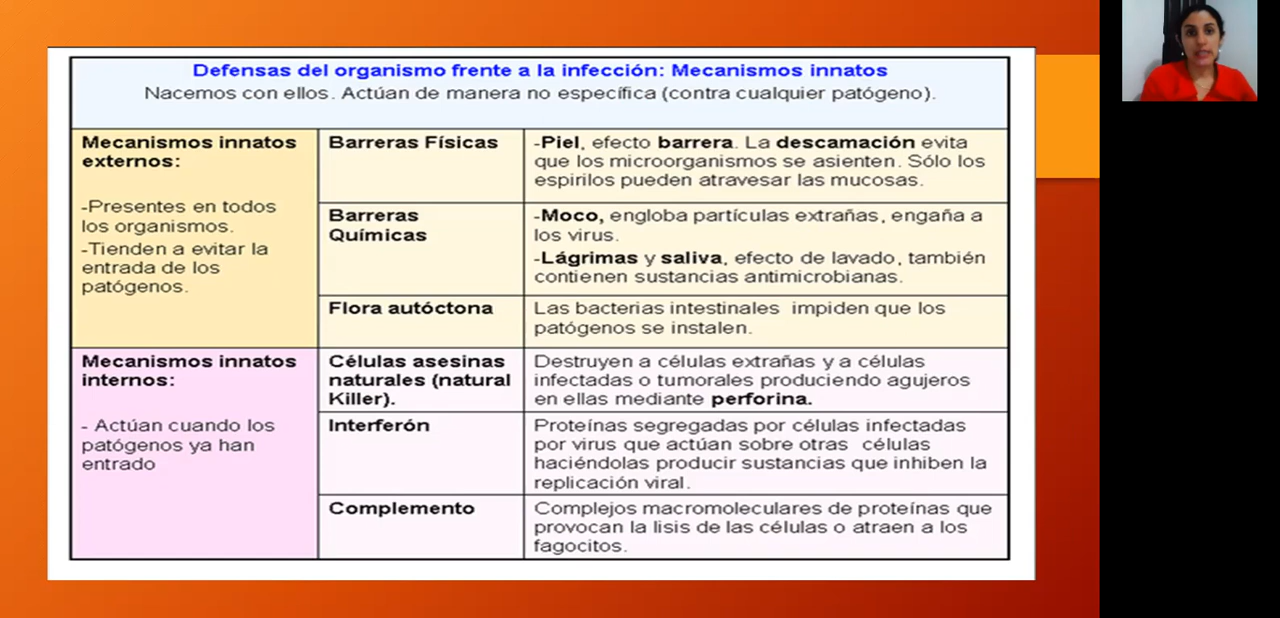 Defensas del organismo frente a la infección: Mecanismos innatos
Nacemos con ellos. Actúan de manera no específica (contra cualquier patógeno).
Mecanismos innatos
externos:
-Presentes en todos
los organismos.
-Tienden a evitar la
entrada de los
patógenos.
Barreras Físicas
-Piel, efecto barrera. La descamación evita
que los microorganismos se asienten. Sólo los
espirilos pueden atravesar las mucosas.
Barreras
Químicas
-Moco, engloba partículas extrañas, engaña a
los virus.
-Lágrimas y saliva, efecto de lavado, también
contienen sustancias antimicrobianas.
Flora autóctona
Las bacterias intestinales impiden que los
patógenos se instalen.
Mecanismos innatos
internos:
- Actúan cuando los
patógenos ya han
entrado
Células asesinas
naturales (natural
Killer).
Destruyen a células extrañas y a células
infectadas o tumorales produciendo agujeros
en ellas mediante perforina.
Interferón
Proteínas segregadas por células infectadas
por virus que actúan sobre otras células
haciéndolas producir sustancias que inhiben la
replicación viral.
Complemento
Complejos macromoleculares de proteínas que
provocan la lisis de las células o atraen a los
fagocitos.